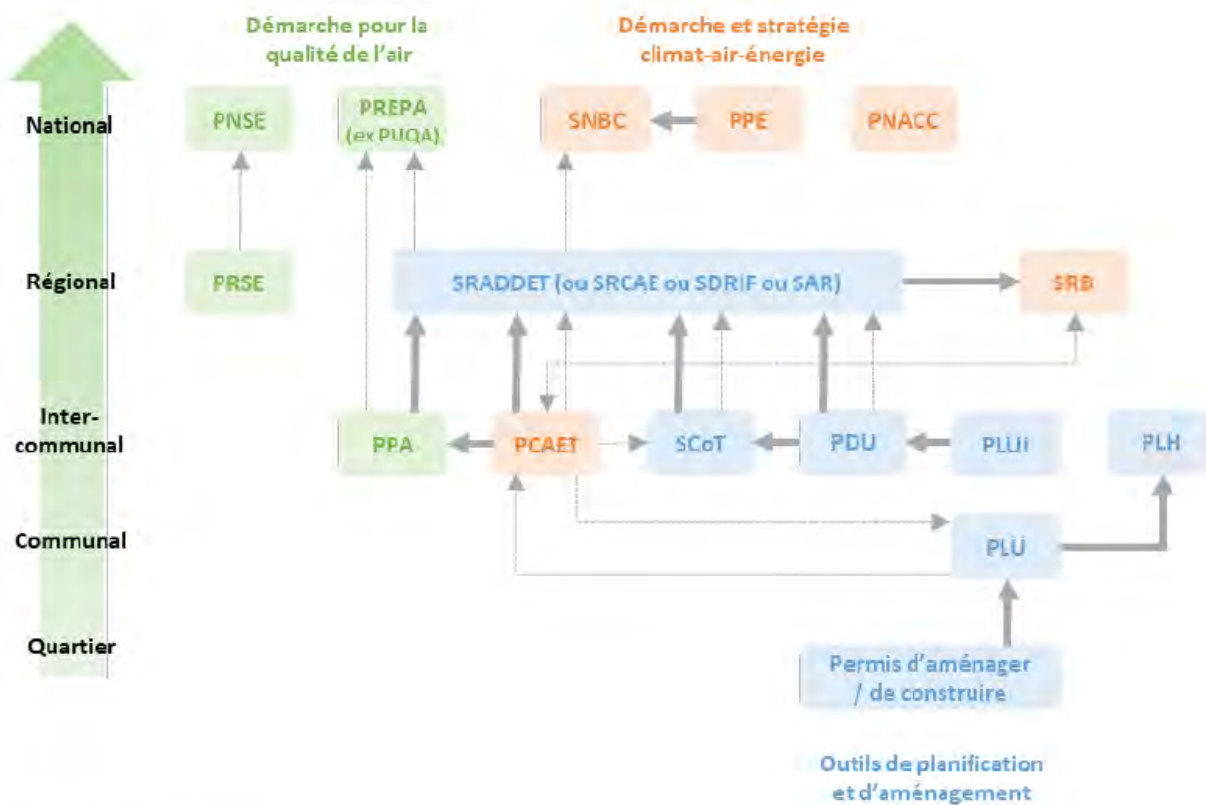 Démarche pour la
qualité de l'air
Démarche et stratégie
climat-air-énergie
National
PNSE
PREPA
(ex PUQA)
SNBC
PPE
PNACC
Régional
PRSE
SRADDET (ou SRCAE ou SDRIF ou SAR)
SRB
Inter-
communal
PPA
PCAET
SCoT
PDU
PLUi
PLH
Communal
PLU
Quartier
Permis d'aménager
/ de construire
Outils de planification
et d'aménagement